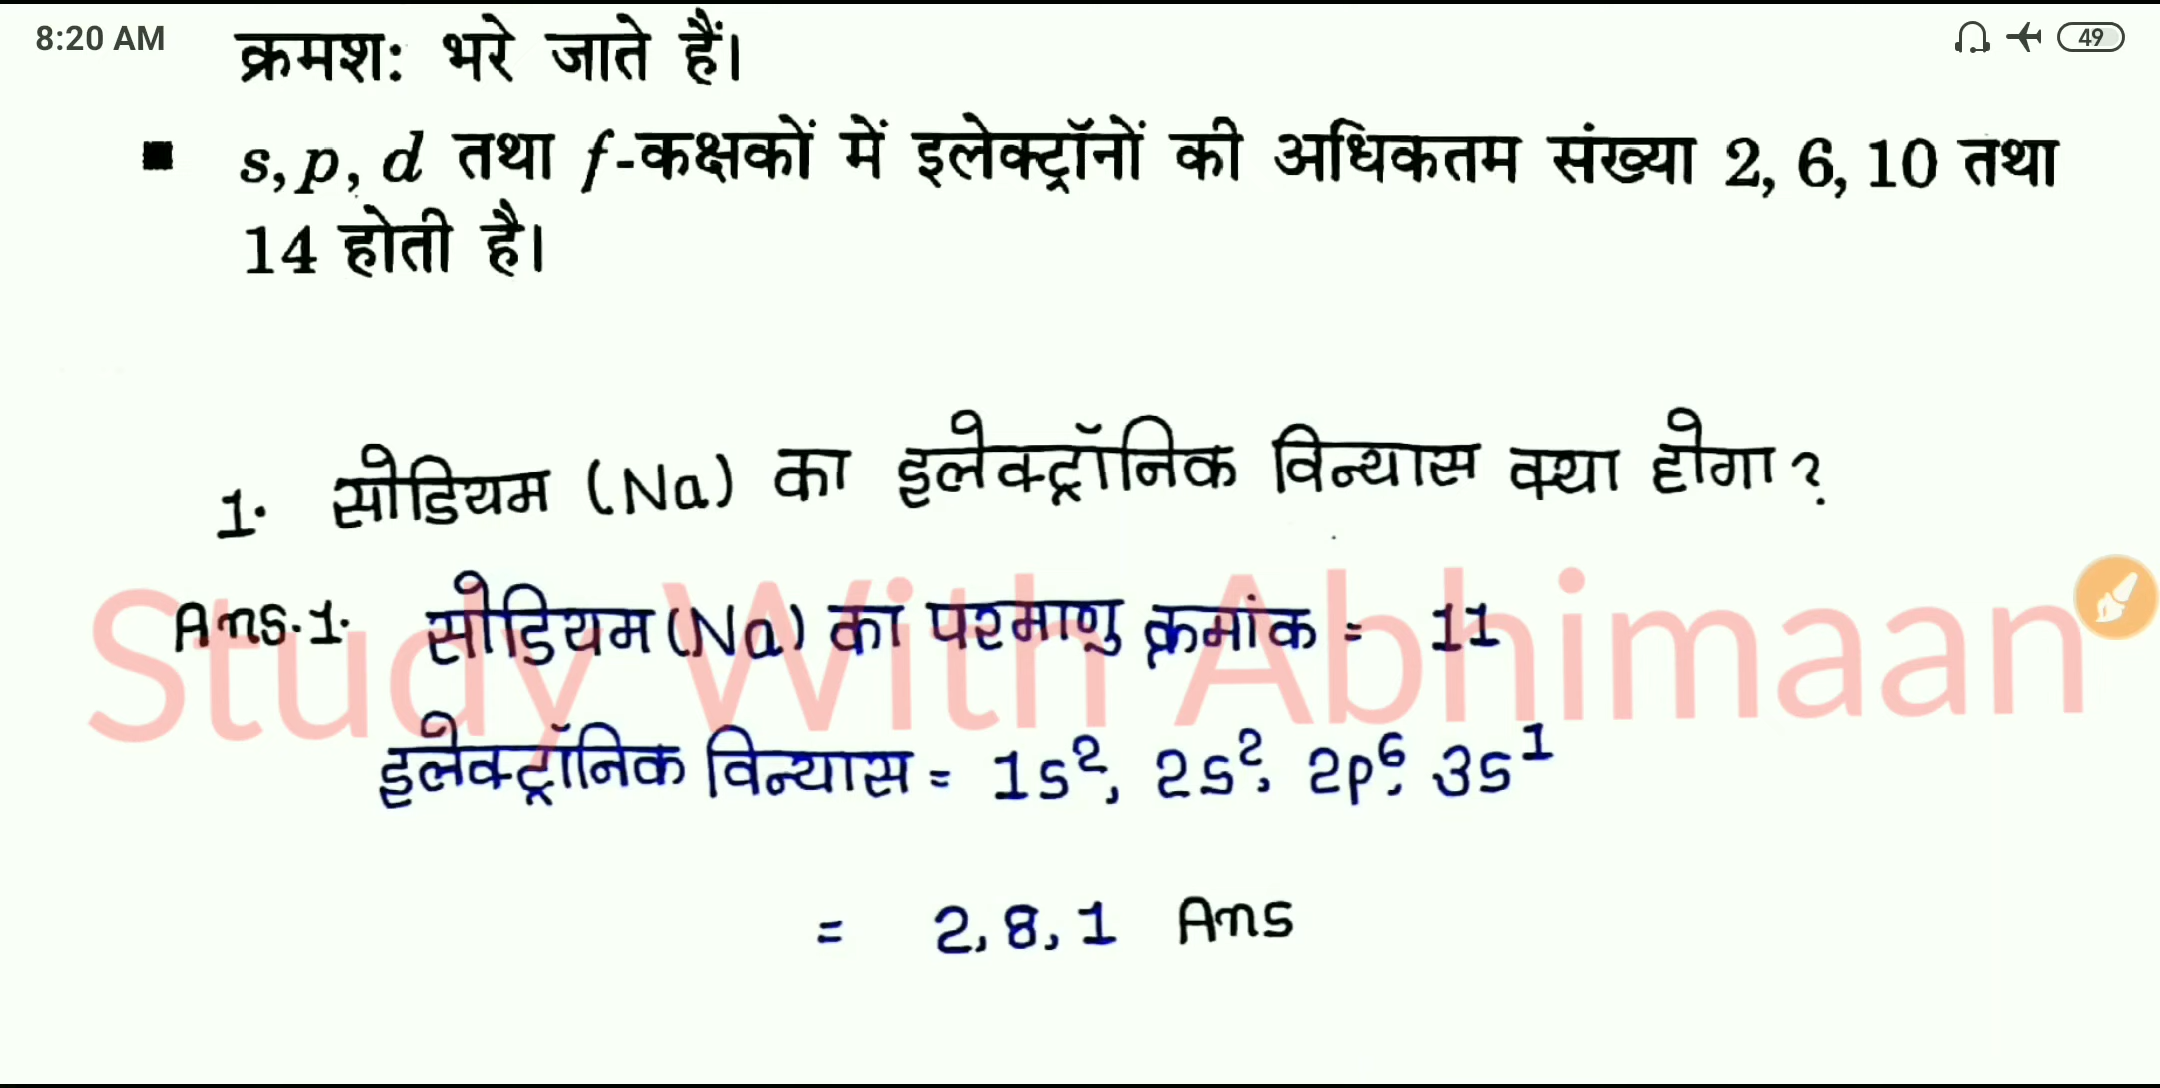 8:20 AM
49
क्रमश: भरे जाते हैं।
■ s, p, d तथा f-कक्षकों में इलेक्ट्रॉनों की अधिकतम संख्या 2, 6, 10 तथा
14 होती है।
1. सोडियम (Na) का इलेक्ट्रॉनिक विन्यास क्या होगा?
Study With Abhimaan
Ans.1. सोडियम (Na) का परमाणु क्रमांक = 11
इलेक्ट्रॉनिक विन्यास = 1s², 2s², 2p⁶, 3s¹
= 2, 8, 1 Ans